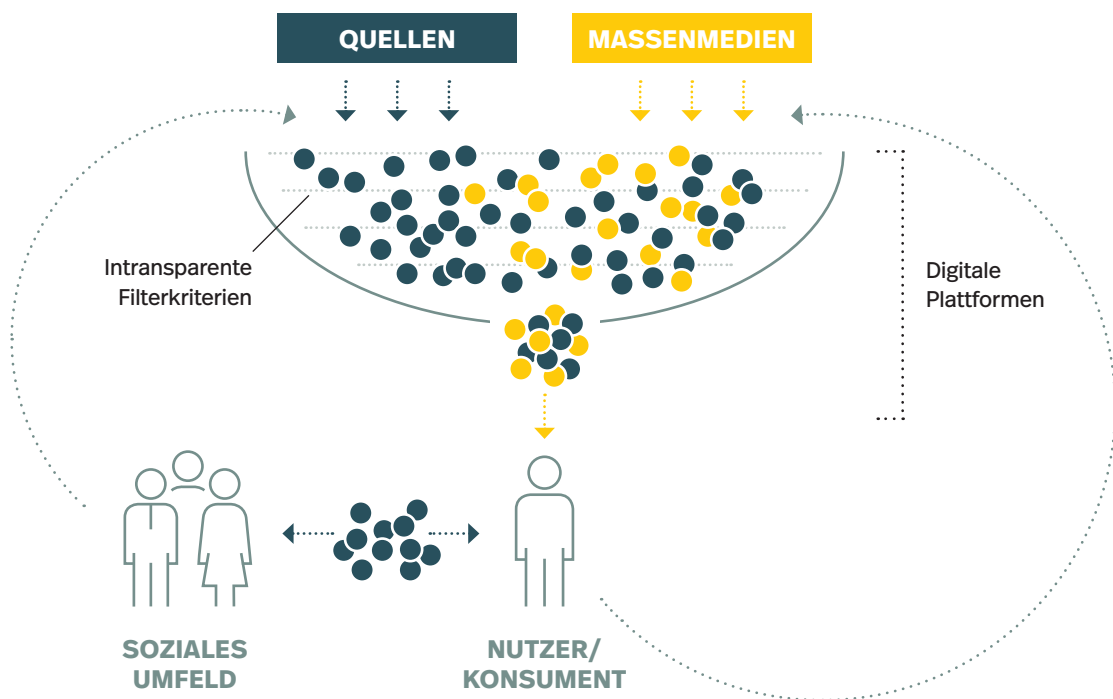 QUELLEN
MASSENMEDIEN
Intransparente
Filterkriterien
Digitale
Plattformen
SOZIALES
UMFELD
NUTZER/
KONSUMENT